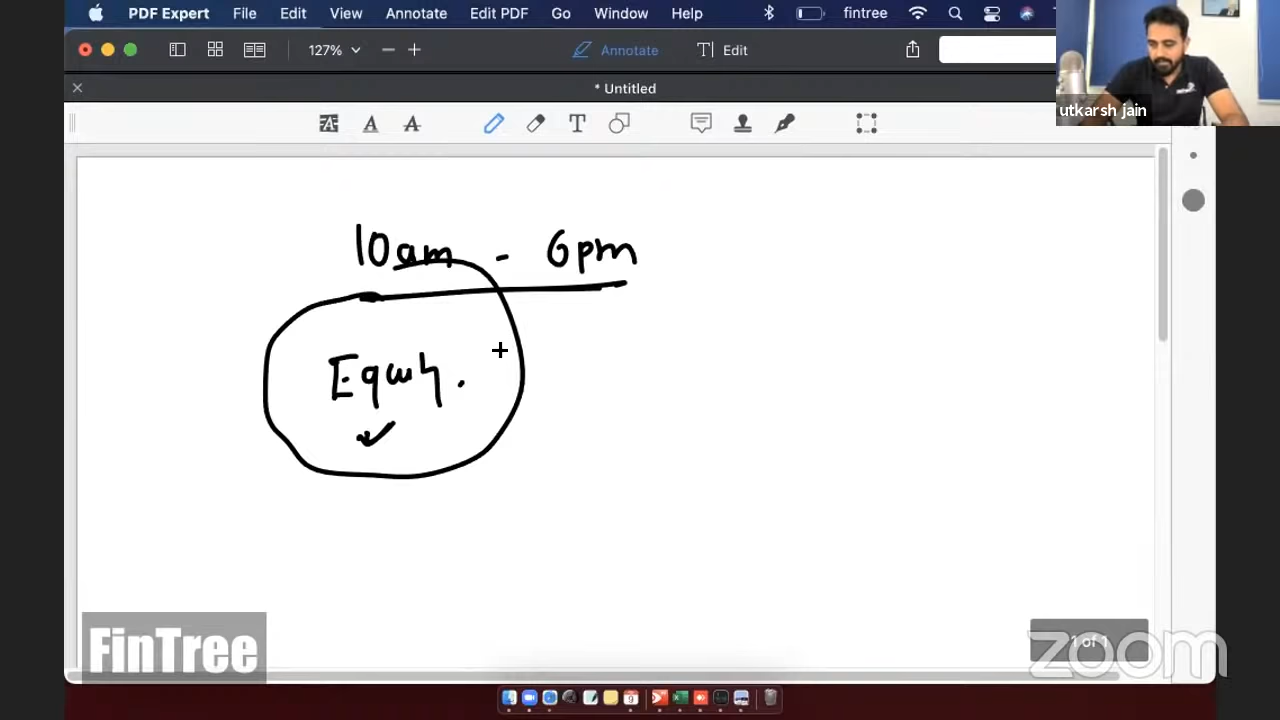 PDF Expert File Edit View Annotate Edit PDF Go Window Help fintree
127% Annotate T Edit
* Untitled
utkarsh jain
10am - 6pm
FinTree
1 of 1
zoom